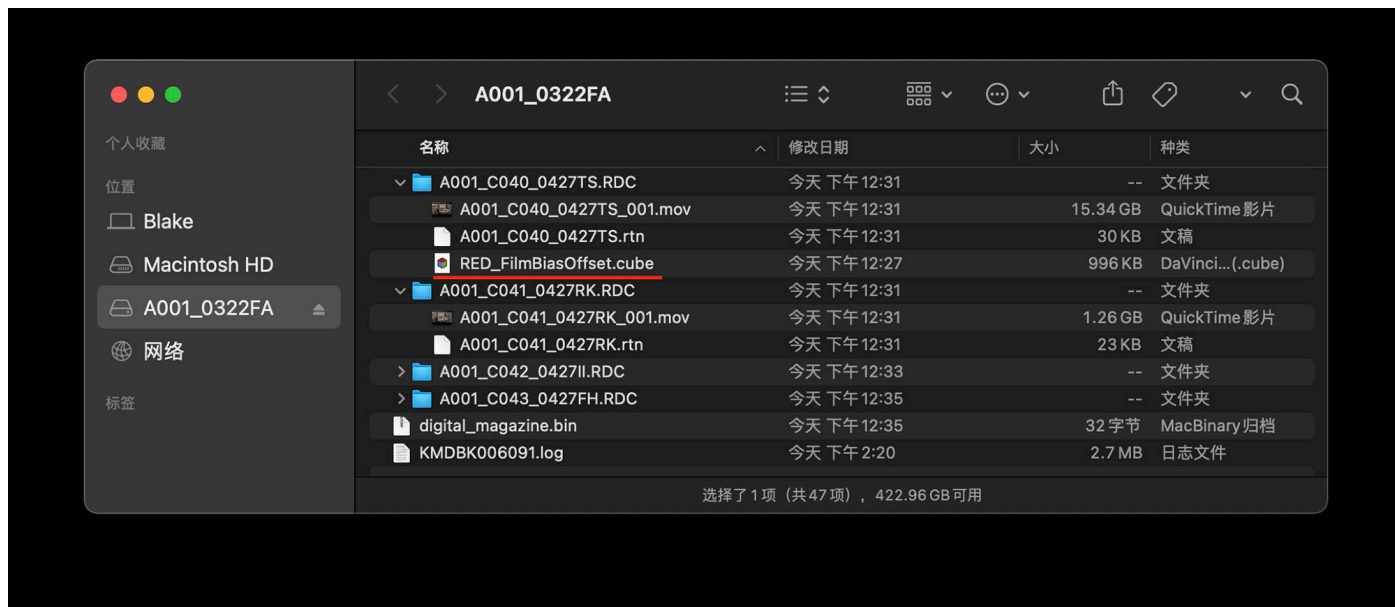 A001_0322FA
个人收藏
位置
Blake
Macintosh HD
A001_0322FA
网络
标签
名称 修改日期 大小 种类
A001_C040_0427TS.RDC 今天 下午12:31 -- 文件夹
A001_C040_0427TS_001.mov 今天 下午12:31 15.34 GB QuickTime影片
A001_C040_0427TS.rtn 今天 下午12:31 30 KB 文稿
RED_FilmBiasOffset.cube 今天 下午12:27 996 KB DaVinci...(.cube)
A001_C041_0427RK.RDC 今天 下午12:31 -- 文件夹
A001_C041_0427RK_001.mov 今天 下午12:31 1.26 GB QuickTime影片
A001_C041_0427RK.rtn 今天 下午12:31 23 KB 文稿
A001_C042_0427II.RDC 今天 下午12:33 -- 文件夹
A001_C043_0427FH.RDC 今天 下午12:35 -- 文件夹
digital_magazine.bin 今天 下午12:35 32字节 MacBinary归档
KMDBK006091.log 今天 下午2:20 2.7 MB 日志文件
选择了1项（共47项），422.96 GB可用